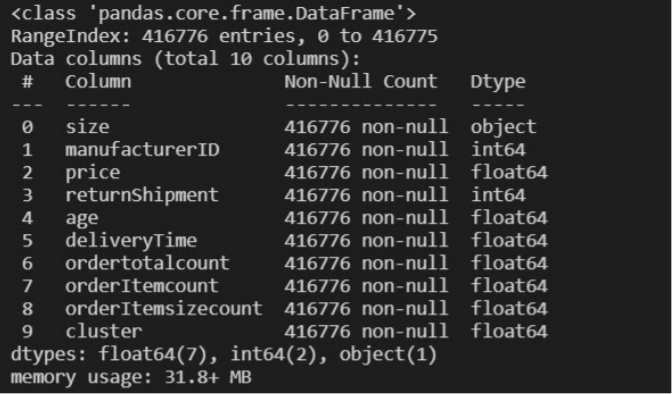 <class 'pandas.core.frame.DataFrame'>
RangeIndex: 416776 entries, 0 to 416775
Data columns (total 10 columns):
 #   Column              Non-Null Count   Dtype
---  ------              --------------   -----
 0   size                416776 non-null  object
 1   manufacturerID      416776 non-null  int64
 2   price               416776 non-null  float64
 3   returnShipment      416776 non-null  int64
 4   age                 416776 non-null  float64
 5   deliveryTime        416776 non-null  float64
 6   ordertotalcount     416776 non-null  float64
 7   orderItemcount      416776 non-null  float64
 8   orderItemsizecount  416776 non-null  float64
 9   cluster             416776 non-null  float64
dtypes: float64(7), int64(2), object(1)
memory usage: 31.8+ MB